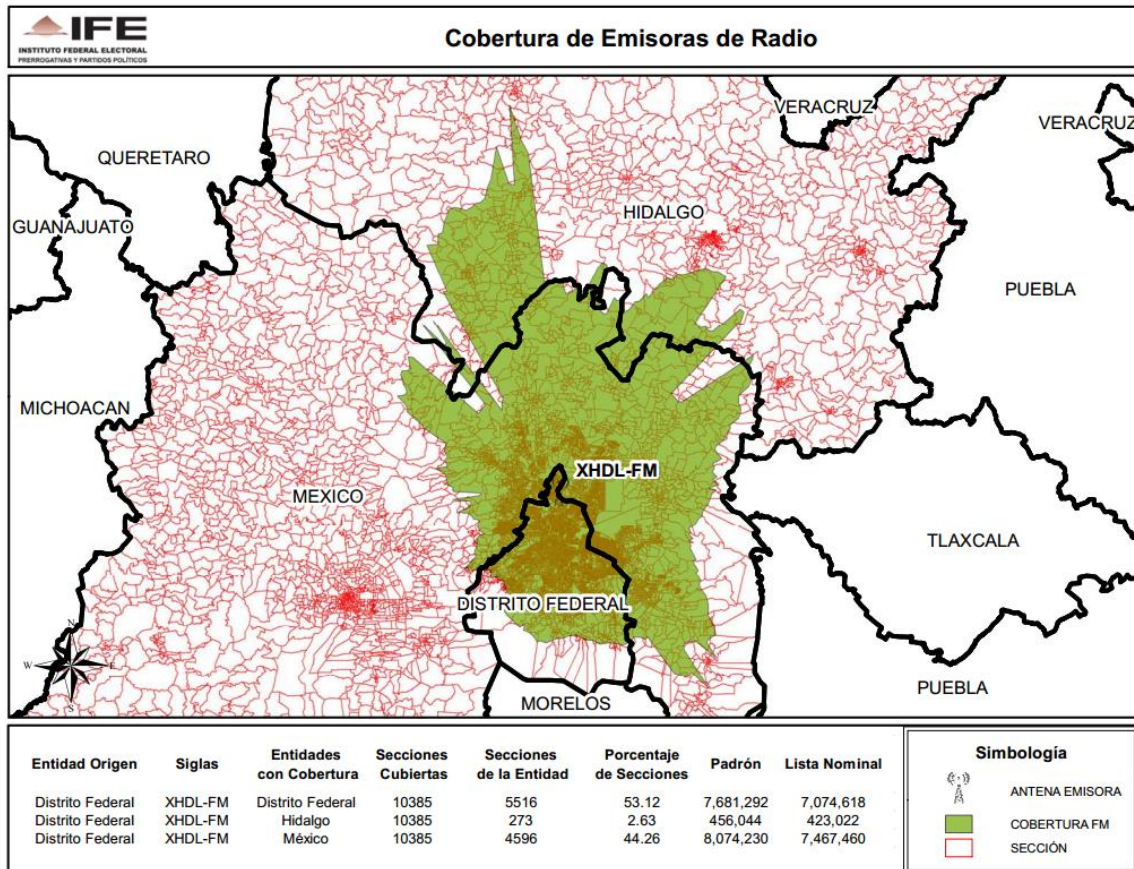 IFE
INSTITUTO FEDERAL ELECTORAL
PRERROGATIVAS Y PARTIDOS POLÍTICOS
Cobertura de Emisoras de Radio
VERACRUZ
VERACRUZ
QUERETARO
HIDALGO
GUANAJUATO
PUEBLA
MICHOACAN
XHDL-FM
MEXICO
TLAXCALA
DISTRITO FEDERAL
N
W E
S
PUEBLA
MORELOS
Entidad Origen Siglas Entidades con Cobertura Secciones Cubiertas Secciones de la Entidad Porcentaje de Secciones Padrón Lista Nominal
Distrito Federal XHDL-FM Distrito Federal 10385 5516 53.12 7,681,292 7,074,618
Distrito Federal XHDL-FM Hidalgo 10385 273 2.63 456,044 423,022
Distrito Federal XHDL-FM México 10385 4596 44.26 8,074,230 7,467,460
Simbología
ANTENA EMISORA
COBERTURA FM
SECCIÓN